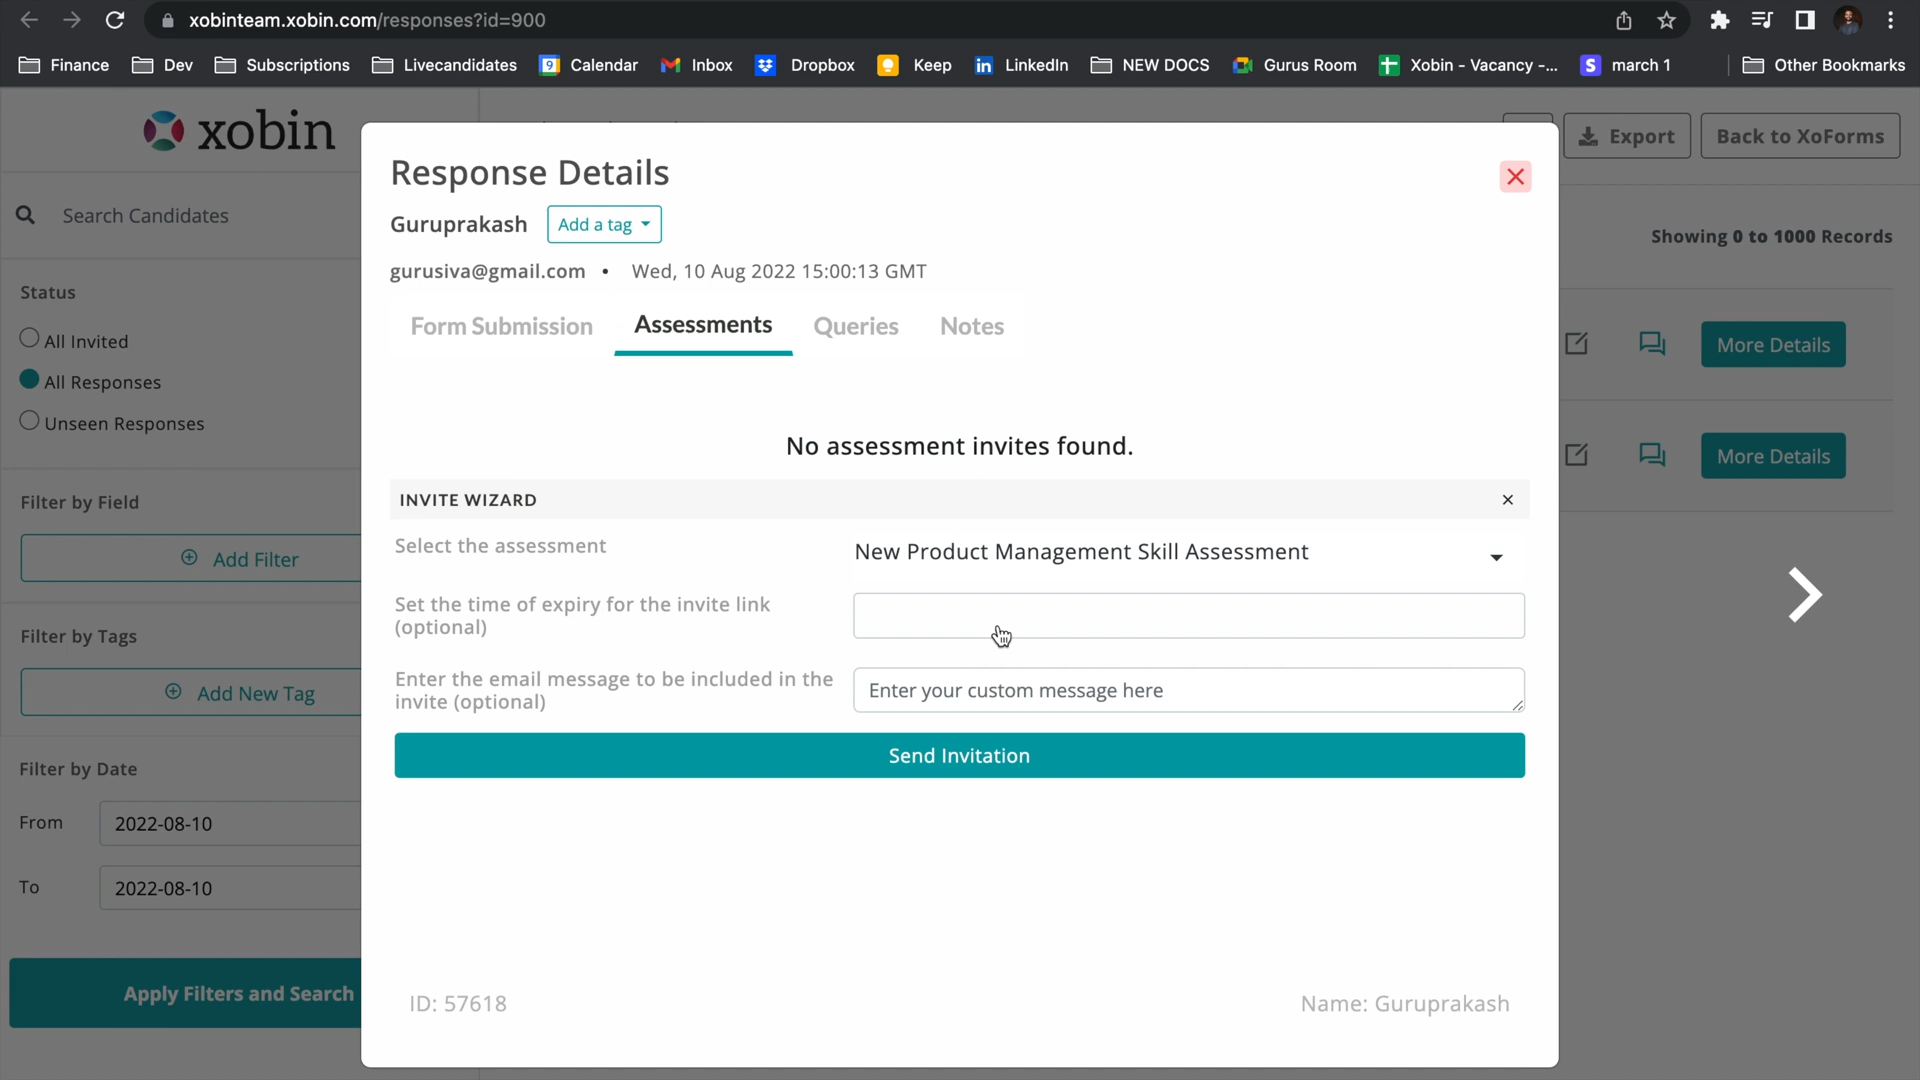 xobinteam.xobin.com/responses?id=900
Finance Dev Subscriptions Livecandidates 9 Calendar Inbox Dropbox Keep in LinkedIn NEW DOCS Gurus Room Xobin - Vacancy -... S march 1 Other Bookmarks
xobin
Export Back to XoForms
Response Details
Guruprakash Add a tag
Search Candidates
Showing 0 to 1000 Records
gurusiva@gmail.com • Wed, 10 Aug 2022 15:00:13 GMT
Status
Form Submission Assessments Queries Notes
All Invited
More Details
All Responses
Unseen Responses
No assessment invites found.
More Details
Filter by Field
INVITE WIZARD
Select the assessment New Product Management Skill Assessment
Add Filter
Set the time of expiry for the invite link
(optional)
Filter by Tags
Enter the email message to be included in the
invite (optional)
Enter your custom message here
Add New Tag
Send Invitation
Filter by Date
From 2022-08-10
To 2022-08-10
Apply Filters and Search
ID: 57618 Name: Guruprakash